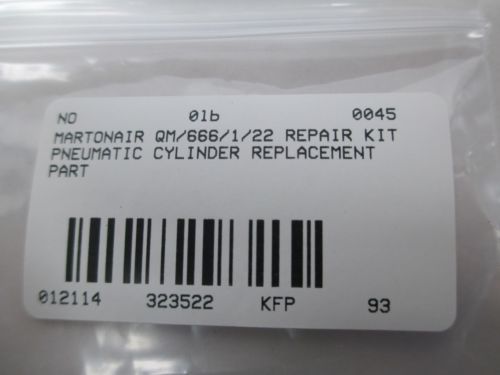 NO 01b 0045
MARTONAIR QM/666/1/22 REPAIR KIT
PNEUMATIC CYLINDER REPLACEMENT
PART
012114 323522 KFP 93